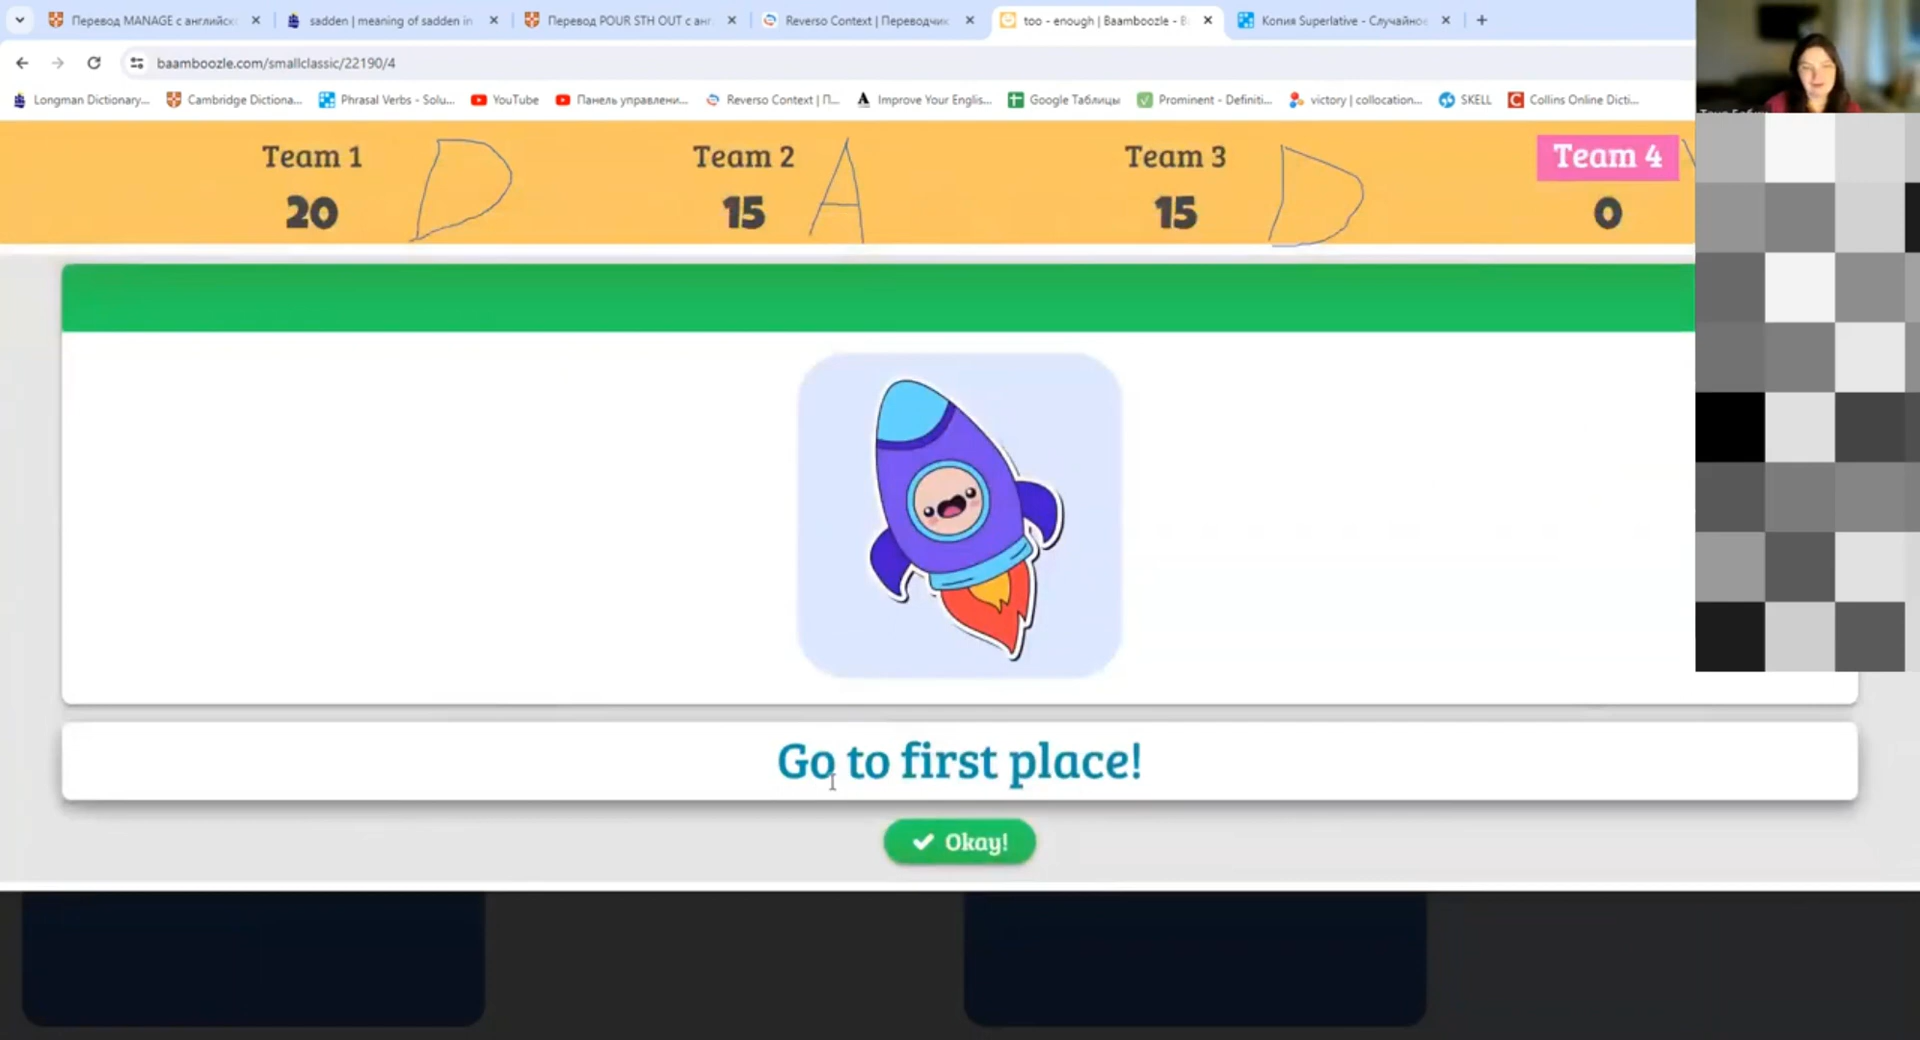 Перевод MANAGE с английск
sadden | meaning of sadden in
Перевод POUR STH OUT с анг
Reverso Context | Переводчик
too - enough | Baamboozle - B
Копия Superlative - Случайное
baamboozle.com/smallclassic/22190/4
Longman Dictionary...
Cambridge Dictiona...
Phrasal Verbs - Solu...
YouTube
Панель управлени...
Reverso Context | П...
Improve Your Englis...
Google Таблицы
Prominent - Definiti...
victory | collocation...
SKELL
Collins Online Dicti...
Team 1
20
D
Team 2
15
A
Team 3
15
D
Team 4
0
Go to first place!
Okay!